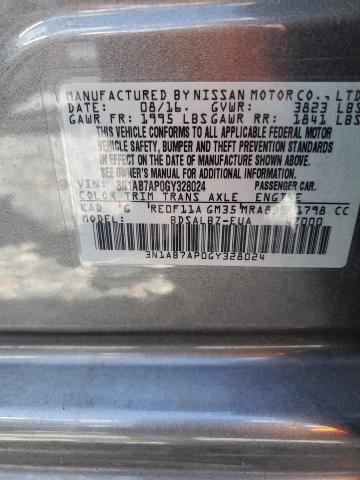 MANUFACTURED BY NISSAN MOTOR CO., LTD
DATE: 08/16 GVWR: 3823 LBS
GAWR FR: 1995 LBS GAWR RR: 1841 LBS
THIS VEHICLE CONFORMS TO ALL APPLICABLE FEDERAL MOTOR
VEHICLE SAFETY, BUMPER, AND THEFT PREVENTION STANDARDS
IN EFFECT ON THE DATE OF MANUFACTURE SHOWN ABOVE.
SEE OWNER'S MANUAL FOR ADDITIONAL INFORMATION.
VIN: 3N1AB7AP0GY328024 PASSENGER CAR.
COLOR TRIM TRANS AXLE ENGINE
KAD G RE0F11A GM35 1798 CC
MODEL: BDSALBZ-EUA
3N1AB7AP0GY328024